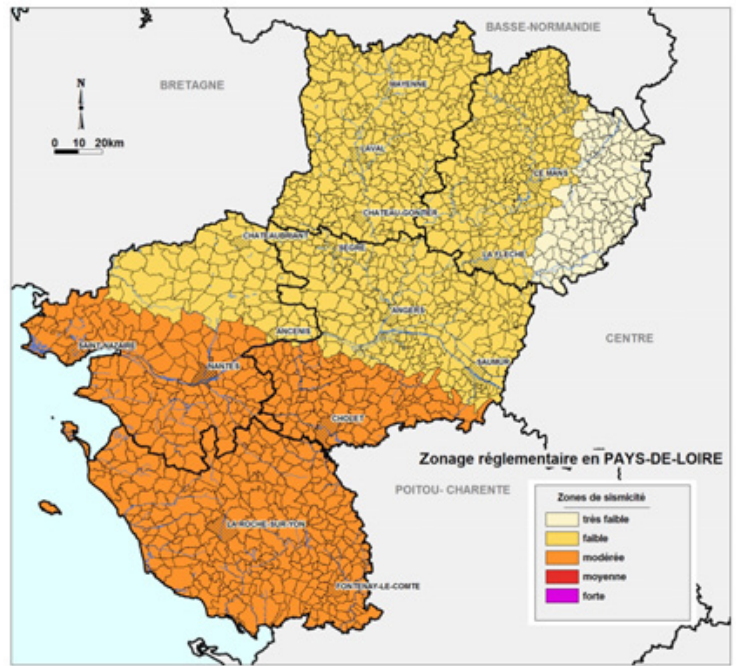 BASSE-NORMANDIE
BRETAGNE
MAYENNE
N
0 10 20km
LAVAL
LE MANS
CHATEAU-GONTIER
CHATEAUBRIANT
SEGRE
LA FLECHE
ANGERS
ANCENIS
CENTRE
SAINT-NAZAIRE
SAUMUR
NANTES
CHOLET
Zonage réglementaire en PAYS-DE-LOIRE
POITOU- CHARENTE
Zones de sismicité
très faible
faible
modérée
moyenne
forte
LA ROCHE-SUR-YON
FONTENAY-LE-COMTE